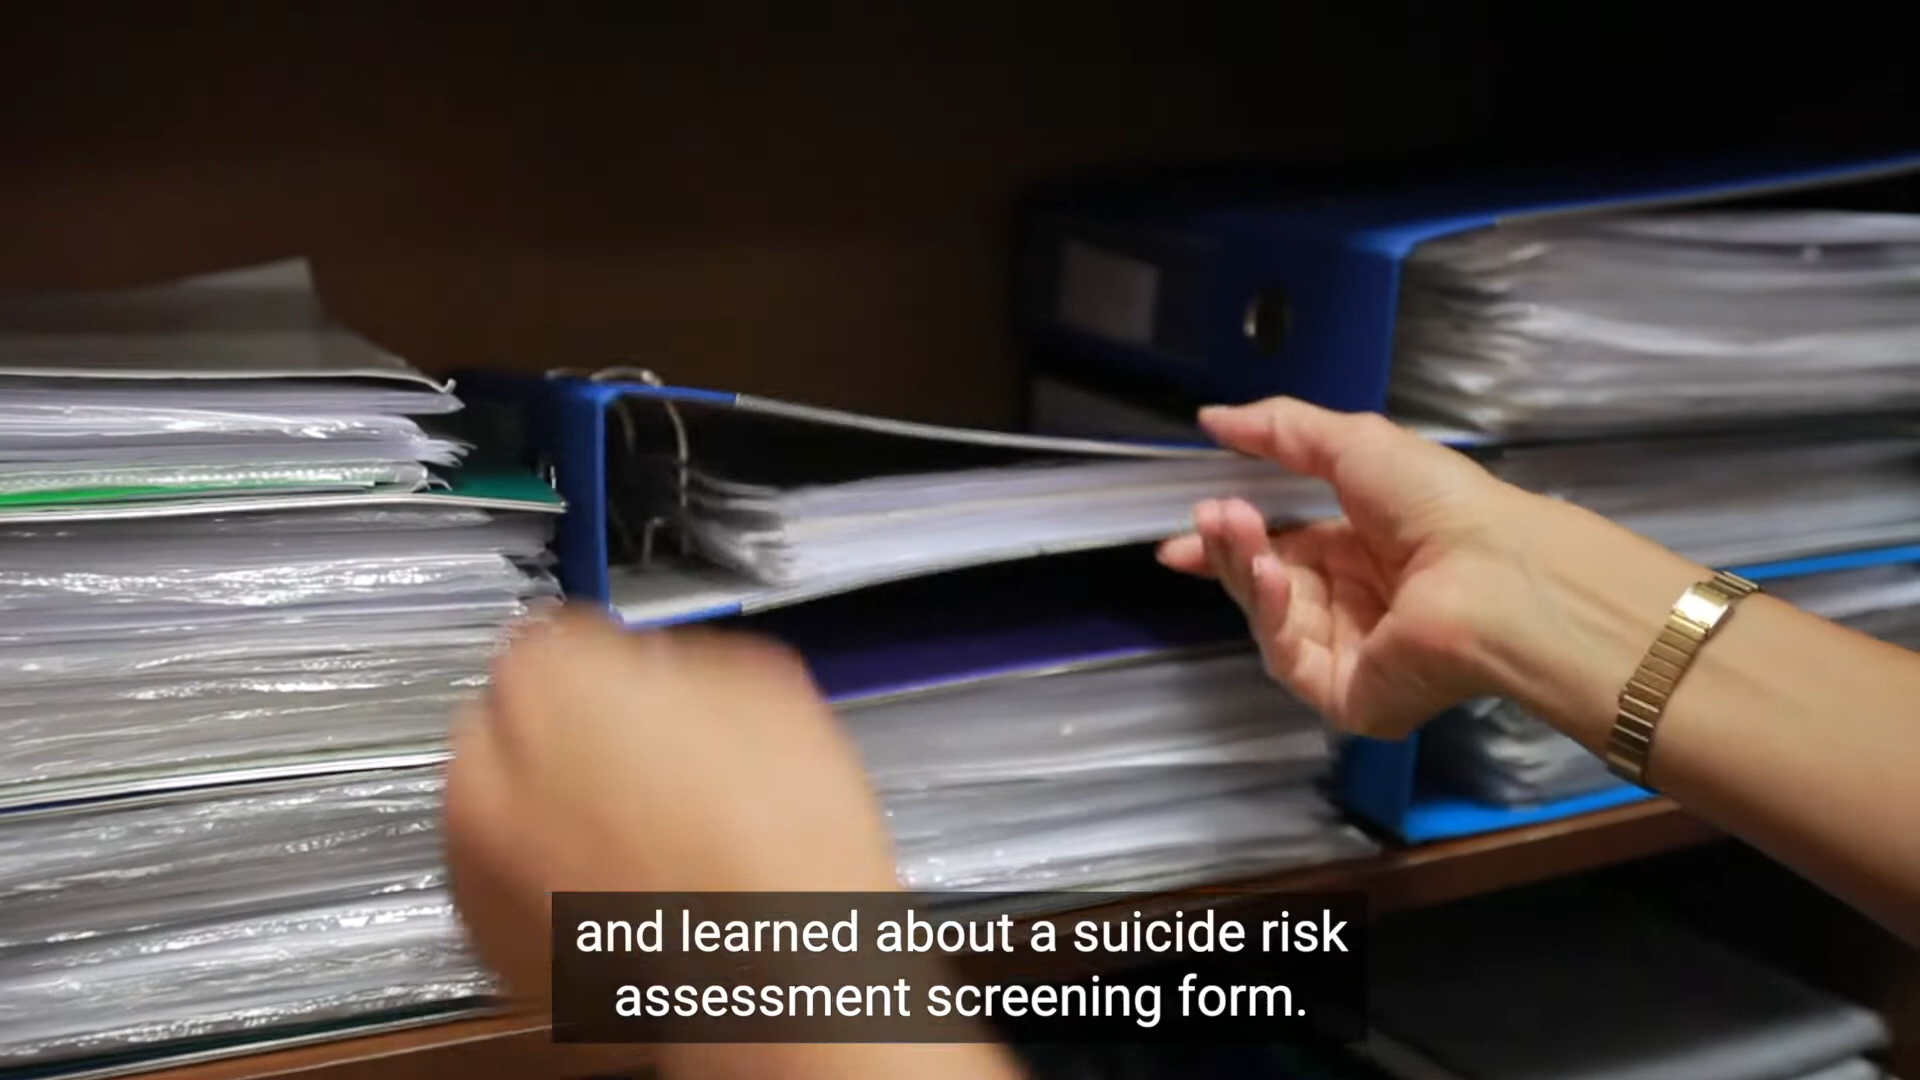 and learned about a suicide risk
assessment screening form.